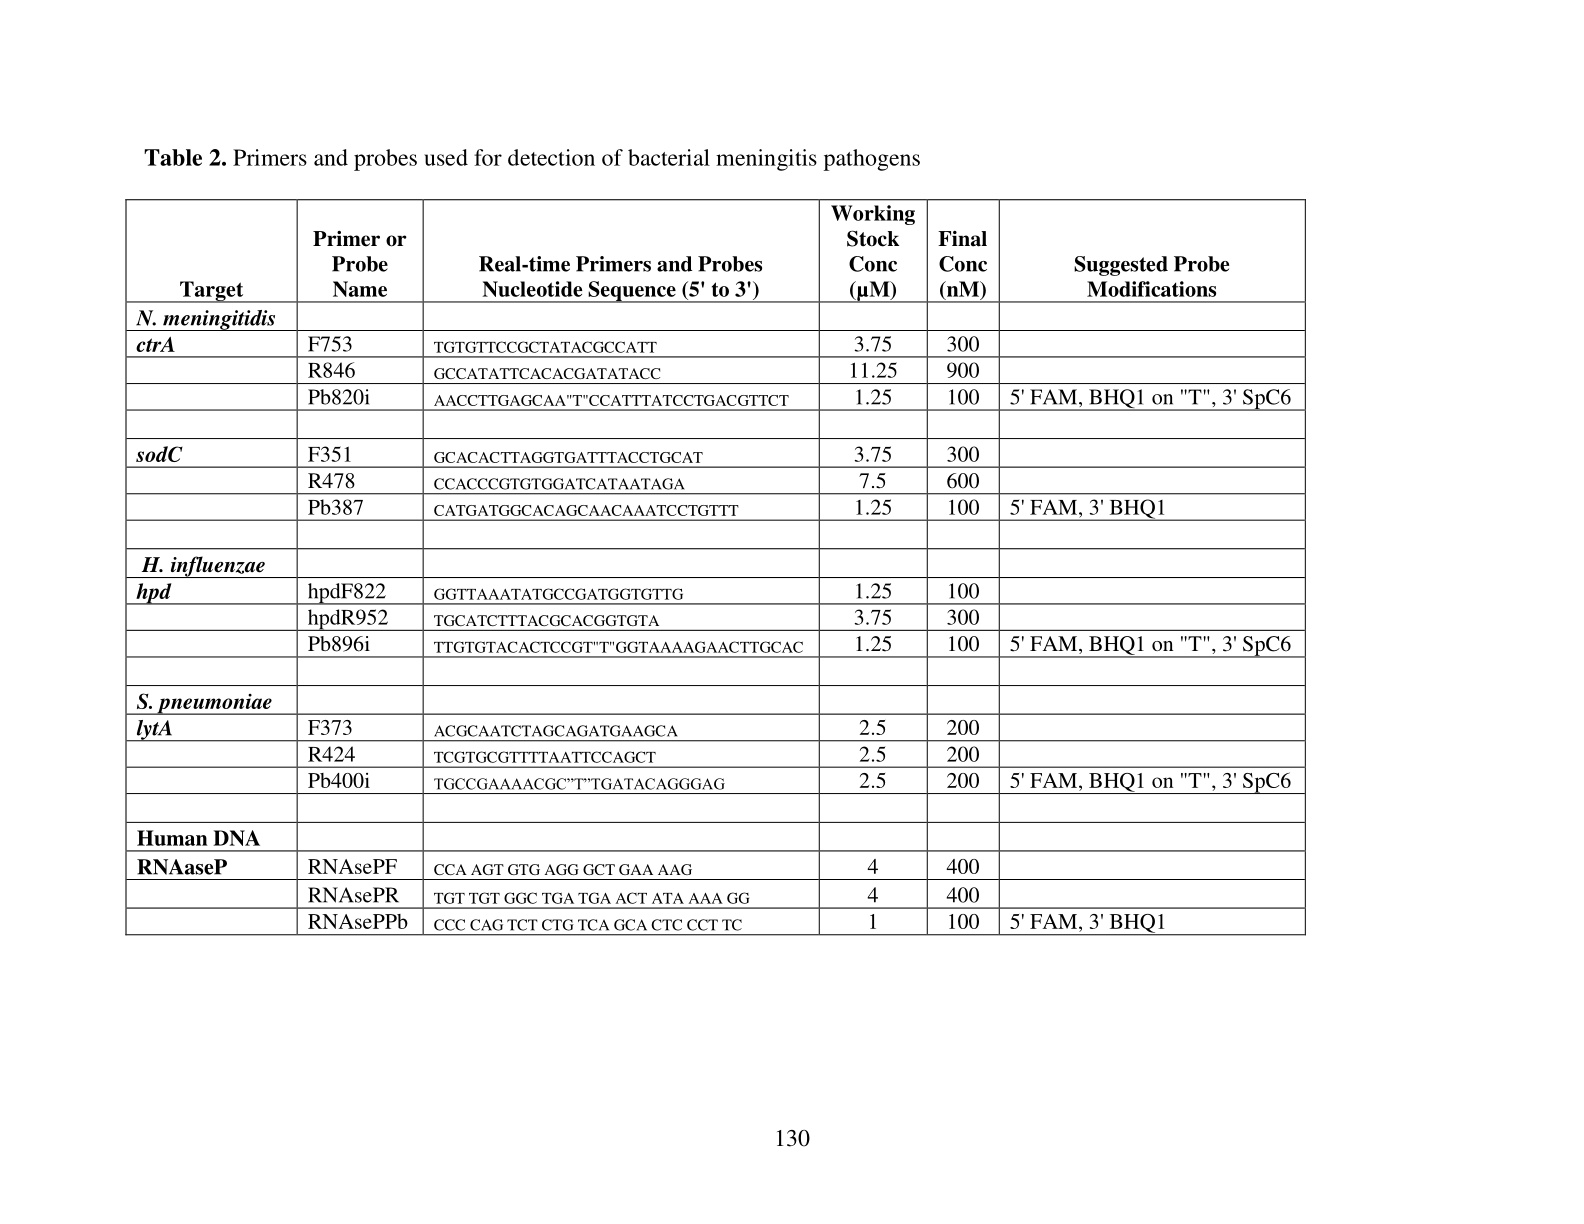 Table 2. Primers and probes used for detection of bacterial meningitis pathogens
Target Primer or Probe Name Real-time Primers and Probes Nucleotide Sequence (5' to 3') Working Stock Conc (µM) Final Conc (nM) Suggested Probe Modifications
N. meningitidis
ctrA F753 TGTGTTCCGCTATACGCCATT 3.75 300
R846 GCCATATTCACACGATATACC 11.25 900
Pb820i AACCTTGAGCAA"T"CCATTTATCCTGACGTTCT 1.25 100 5' FAM, BHQ1 on "T", 3' SpC6
sodC F351 GCACACTTAGGTGATTTACCTGCAT 3.75 300
R478 CCACCCGTGTGGATCATAATAGA 7.5 600
Pb387 CATGATGGCACAGCAACAAATCCTGTTT 1.25 100 5' FAM, 3' BHQ1
H. influenzae
hpd hpdF822 GGTTAAATATGCCGATGGTGTTG 1.25 100
hpdR952 TGCATCTTTACGCACGGTGTA 3.75 300
Pb896i TTGTGTACACTCCGT"T"GGTAAAAGAACTTGCAC 1.25 100 5' FAM, BHQ1 on "T", 3' SpC6
S. pneumoniae
lytA F373 ACGCAATCTAGCAGATGAAGCA 2.5 200
R424 TCGTGCGTTTTAATTCCAGCT 2.5 200
Pb400i TGCCGAAAACGC”T”TGATACAGGGAG 2.5 200 5' FAM, BHQ1 on "T", 3' SpC6
Human DNA
RNAaseP RNAsePF CCA AGT GTG AGG GCT GAA AAG 4 400
RNAsePR TGT TGT GGC TGA TGA ACT ATA AAA GG 4 400
RNAsePPb CCC CAG TCT CTG TCA GCA CTC CCT TC 1 100 5' FAM, 3' BHQ1
130